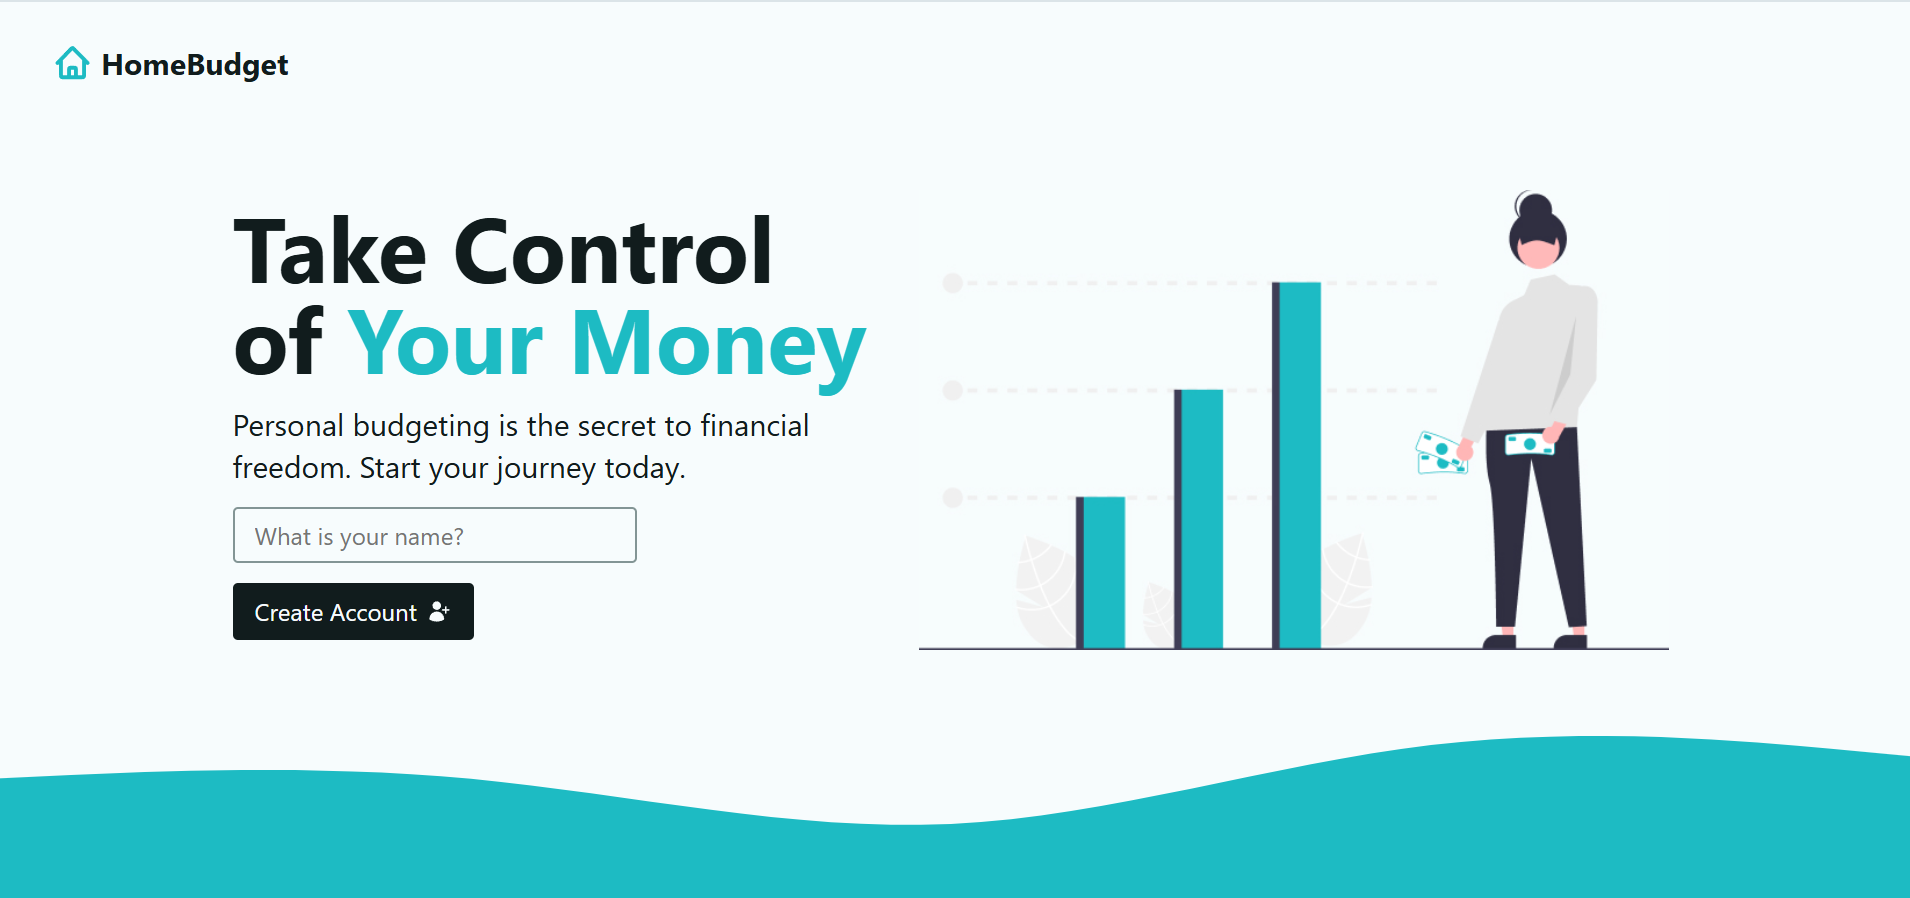 HomeBudget
Take Control
of Your Money
Personal budgeting is the secret to financial
freedom. Start your journey today.
What is your name?
Create Account